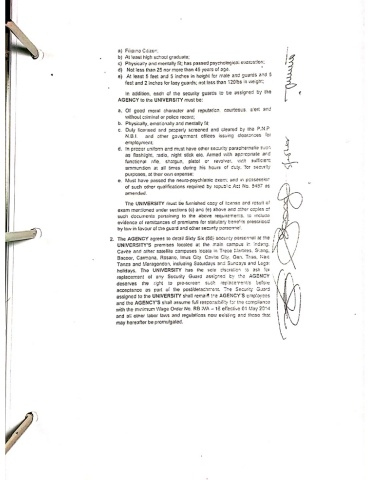 a) Filipino Citizen;
b) At least high school graduate;
c) Physically and mentally fit; has passed psychological evaluation;
d) Not less than 25 nor more than 45 years of age.
e) At least 5 feet and 5 inches in height for male and guards and 5
feet and 2 inches for lady guards; not less than 120lbs in weight;
In addition, each of the security guards to be assigned by the
AGENCY to the UNIVERSITY must be:
a. Of good moral character and reputation, courteous, alert and
without criminal or police record;
b. Physically, emotionally and mentally fit
c. Duly licensed and properly screened and cleared by the P.N.P
N.B.I. and other government offices issuing clearances for
employment;
d. In proper uniform and must have other security paraphernalia such
as flashlight, radio, night stick etc. Armed with appropriate and
functional rifle, shotgun, pistol or revolver, with sufficient
ammunition at all times during his hours of duty, for security
purposes, at their own expense;
e. Must have passed the neuro-psychiatric exam, and in possession
of such other qualifications required by republic Act No. 5487 as
amended.
The UNIVERSITY must be furnished copy of license and result of
exam mentioned under sections (c) and (e) above and other copies of
such documents pertaining to the above requirements, to include
evidence of remittances of premiums for statutory benefits prescribed
by law in favour of the guard and other security personnel.
2. The AGENCY agrees to detail Sixty Six (66) security personnel at the
UNIVERSITY'S premises located at the main campus in Indang,
Cavite and other satellite campuses located in Trece Martires, Silang,
Bacoor, Carmona, Rosario, Imus City, Cavite City, Gen. Trias, Naic,
Tanza and Maragondon, including Saturdays and Sundays and Legal
holidays. The UNIVERSITY has the sole discretion to ask for
replacement of any Security Guard assigned by the AGENCY
deserves the right to pre-screen such replacements before
acceptance as part of the post/detachment. The Security Guard
assigned to the UNIVERSITY shall remain the AGENCY'S employees
and the AGENCY'S shall assume full responsibility for the compliance
with the minimum Wage Order No. RB IVA – 16 effective 01 May 2014
and all other labor laws and regulations now existing and those that
may hereafter be promulgated.